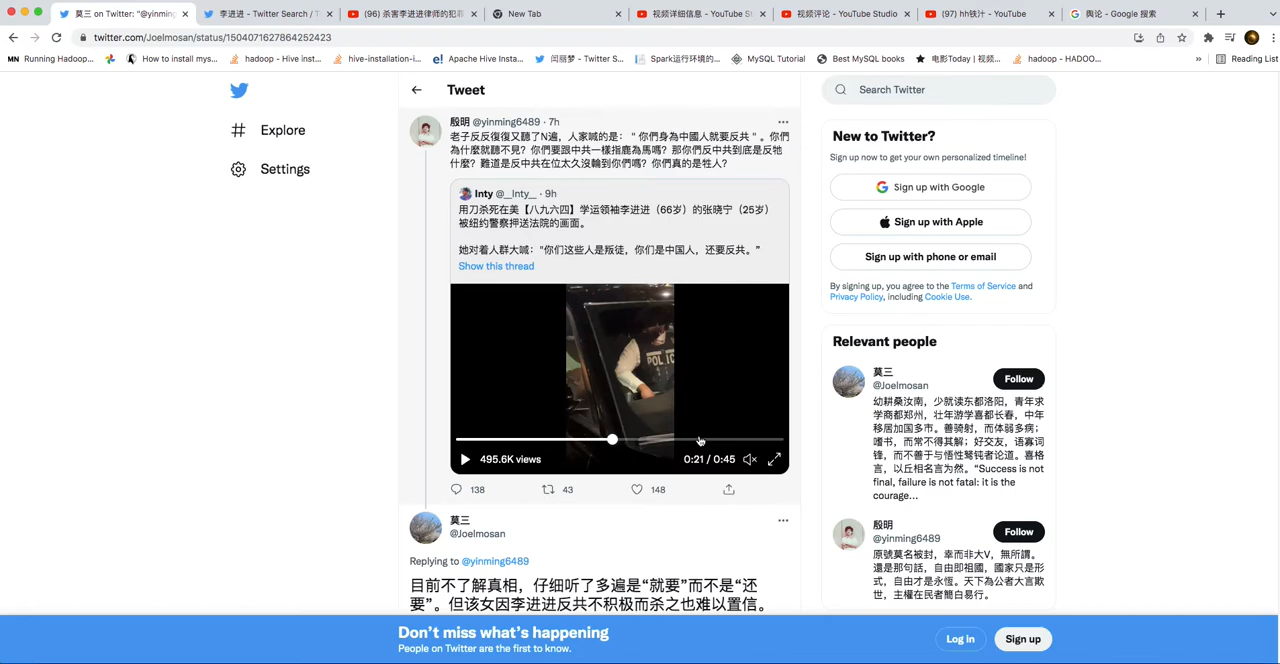 莫三 on Twitter: "@yinming
李进进 - Twitter Search / T
(96) 杀害李进进律师的犯罪
New Tab
视频详细信息 - YouTube St
视频评论 - YouTube Studio
(97) hh铁汁 - YouTube
舆论 - Google 搜索
twitter.com/Joelmosan/status/1504071627864252423
MN Running Hadoop...
How to install mys...
hadoop - Hive inst...
hive-installation-i...
e! Apache Hive Insta...
闫丽梦 - Twitter S...
Spark运行环境的...
MySQL Tutorial
Best MySQL books
电影Today | 视频...
hadoop - HADOO...
»
Reading List
Explore
Settings
Tweet
殷明 @yinming6489 · 7h
老子反反復復又聽了N遍，人家喊的是："你們身為中國人就要反共"。你們
為什麼就聽不見？你們要跟中共一樣指鹿為馬嗎？那你們反中共到底是反牠
什麼？難道是反中共在位太久沒輪到你們嗎？你們真的是牲人？
Inty @__Inty__ · 9h
用刀杀死在美【八九六四】学运领袖李进进（66岁）的张晓宁（25岁）
被纽约警察押送法院的画面。
她对着人群大喊："你们这些人是叛徒，你们是中国人，还要反共。"
Show this thread
POLIC
495.6K views
0:21 / 0:45
138
43
148
莫三
@Joelmosan
Replying to @yinming6489
目前不了解真相，仔细听了多遍是“就要”而不是“还
要”。但该女因李进进反共不积极而杀之也难以置信。
Search Twitter
New to Twitter?
Sign up now to get your own personalized timeline!
Sign up with Google
Sign up with Apple
Sign up with phone or email
By signing up, you agree to the Terms of Service and
Privacy Policy, including Cookie Use.
Relevant people
莫三
@Joelmosan
Follow
幼耕桑汝南，少就读东都洛阳，青年求
学商都郑州，壮年游学喜都长春，中年
移居加国多市。善骑射，而体弱多病；
嗜书，而常不得其解；好交友，语寡词
锋，而不善于与悟性驽钝者论道。喜格
言，以丘相名言为然。“Success is not
final, failure is not fatal: it is the
courage...
殷明
@yinming6489
Follow
原號莫名被封，幸而非大V，無所謂。
還是那句話，自由即祖國，國家只是形
式，自由才是永恆。天下為公者大言欺
世，主權在民者簡白易行。
Don’t miss what’s happening
People on Twitter are the first to know.
Log in
Sign up